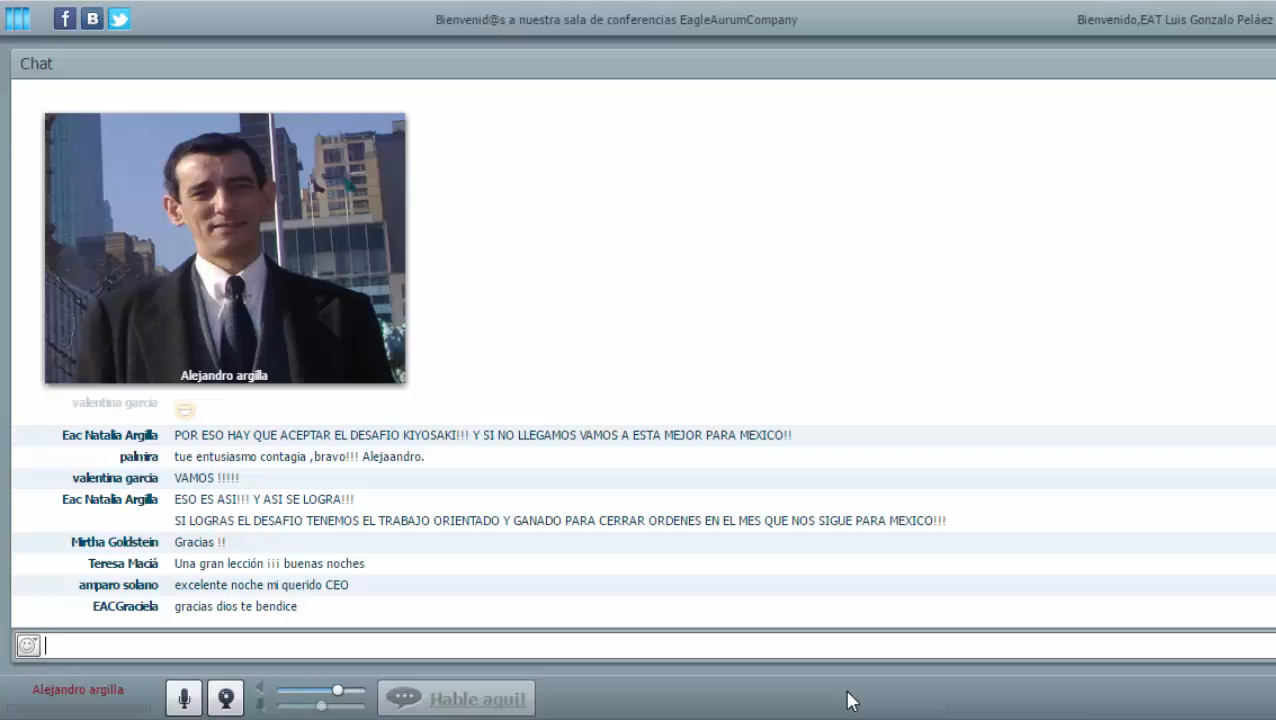 f B
Bienvenid@s a nuestra sala de conferencias EagleAurumCompany
Bienvenido,EAT Luis Gonzalo Peláez
Chat
Alejandro argilla
valentina garcia
Eac Natalia Argilla POR ESO HAY QUE ACEPTAR EL DESAFIO KIYOSAKI!!! Y SI NO LLEGAMOS VAMOS A ESTA MEJOR PARA MEXICO!!
palmira tue entusiasmo contagia ,bravo!!! Alejaandro.
valentina garcia VAMOS !!!!!
Eac Natalia Argilla ESO ES ASI!!! Y ASI SE LOGRA!!!
SI LOGRAS EL DESAFIO TENEMOS EL TRABAJO ORIENTADO Y GANADO PARA CERRAR ORDENES EN EL MES QUE NOS SIGUE PARA MEXICO!!!
Mirtha Goldstein Gracias !!
Teresa Maciá Una gran lección ¡¡¡ buenas noches
amparo solano excelente noche mi querido CEO
EACGraciela gracias dios te bendice
Alejandro argilla
Hable aqui!